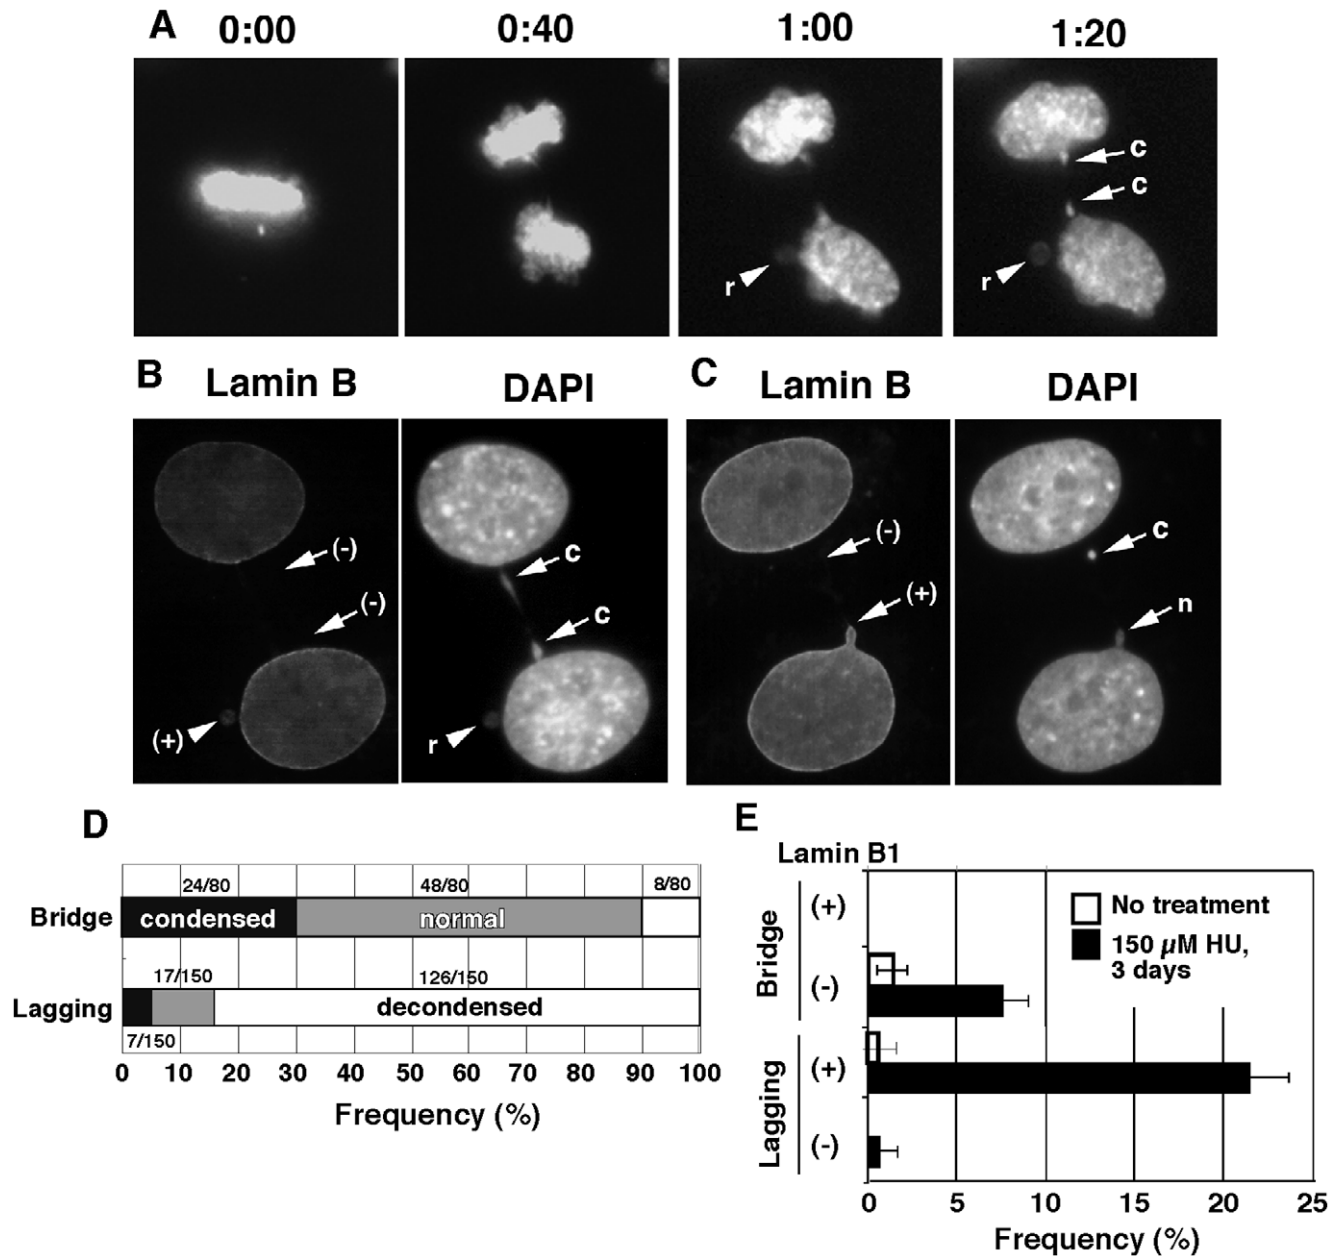 A 0:00 0:40 1:00 1:20
c
c
r r
B Lamin B DAPI C Lamin B DAPI
(-) c (-) c
(-) c (+) n
(+) r
D
24/80 48/80 8/80
Bridge condensed normal
17/150 126/150
Lagging decondensed
7/150
0 10 20 30 40 50 60 70 80 90 100
Frequency (%)
E
Lamin B1
Bridge
(+)
(-)
Lagging
(+)
(-)
No treatment
150 µM HU,
3 days
0 5 10 15 20 25
Frequency (%)